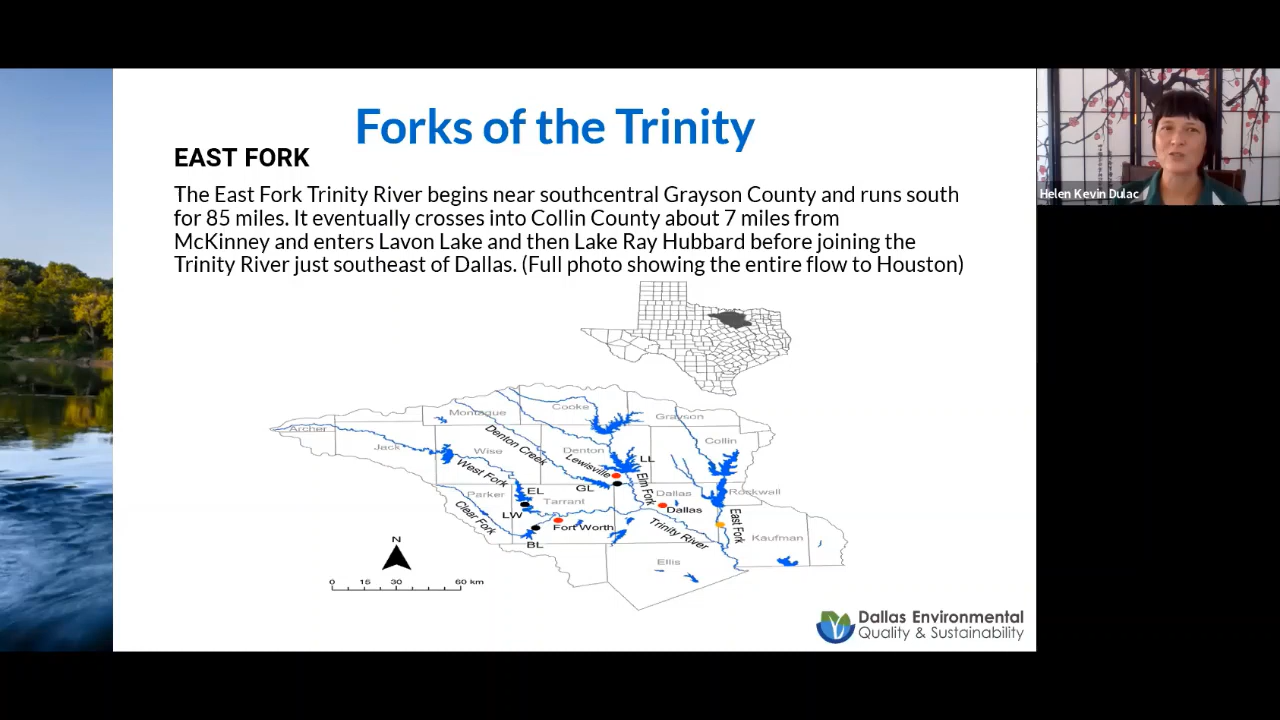 Forks of the Trinity
EAST FORK
The East Fork Trinity River begins near southcentral Grayson County and runs south
for 85 miles. It eventually crosses into Collin County about 7 miles from
McKinney and enters Lavon Lake and then Lake Ray Hubbard before joining the
Trinity River just southeast of Dallas. (Full photo showing the entire flow to Houston)
Helen Kevin Dulac
Montague
Cooke
Grayson
Archer
Jack
Wise
Denton
Collin
Denton Creek
Lewisville
LL
West Fork
Elm Fork
Parker
EL
GL
Dallas
Rockwall
Tarrant
Clear Fork
LW
Dallas
Fort Worth
Trinity River
East Fork
Kaufman
BL
Ellis
N
0 15 30 60 km
Dallas Environmental
Quality & Sustainability